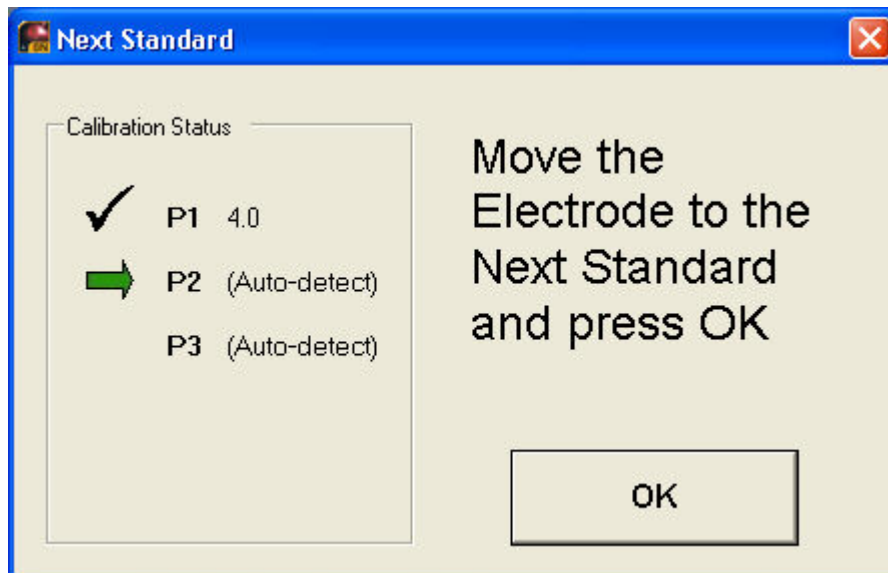 Next Standard
Calibration Status
P1 4.0
P2 (Auto-detect)
P3 (Auto-detect)
Move the
Electrode to the
Next Standard
and press OK
OK